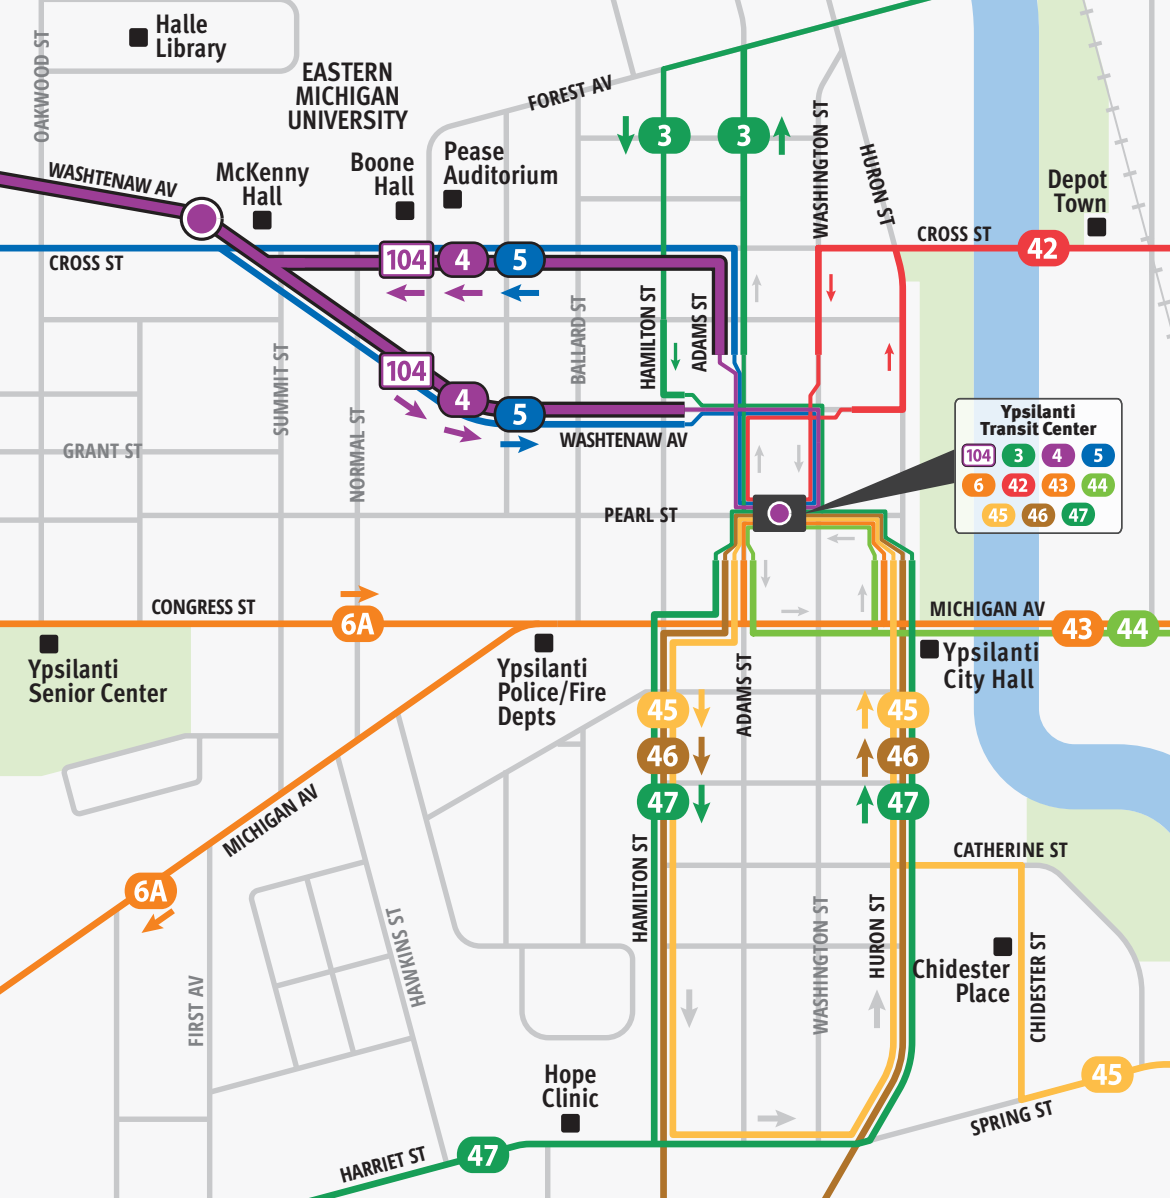 Halle
Library
OAKWOOD ST
EASTERN
MICHIGAN
UNIVERSITY
FOREST AV
3
3
WASHINGTON ST
HURON ST
WASHTENAW AV
McKenny
Hall
Boone
Hall
Pease
Auditorium
Depot
Town
CROSS ST
104
4
5
CROSS ST
42
HAMILTON ST
ADAMS ST
BALLARD ST
SUMMIT ST
104
4
5
NORMAL ST
WASHTENAW AV
GRANT ST
Ypsilanti
Transit Center
104
3
4
5
6
42
43
44
45
46
47
PEARL ST
CONGRESS ST
6A
MICHIGAN AV
43
44
Ypsilanti
Senior Center
Ypsilanti
Police/Fire
Depts
ADAMS ST
Ypsilanti
City Hall
45
45
46
46
47
47
MICHIGAN AV
6A
HAMILTON ST
CATHERINE ST
HAWKINS ST
FIRST AV
WASHINGTON ST
HURON ST
Chidester
Place
CHIDESTER ST
Hope
Clinic
45
SPRING ST
HARRIET ST
47